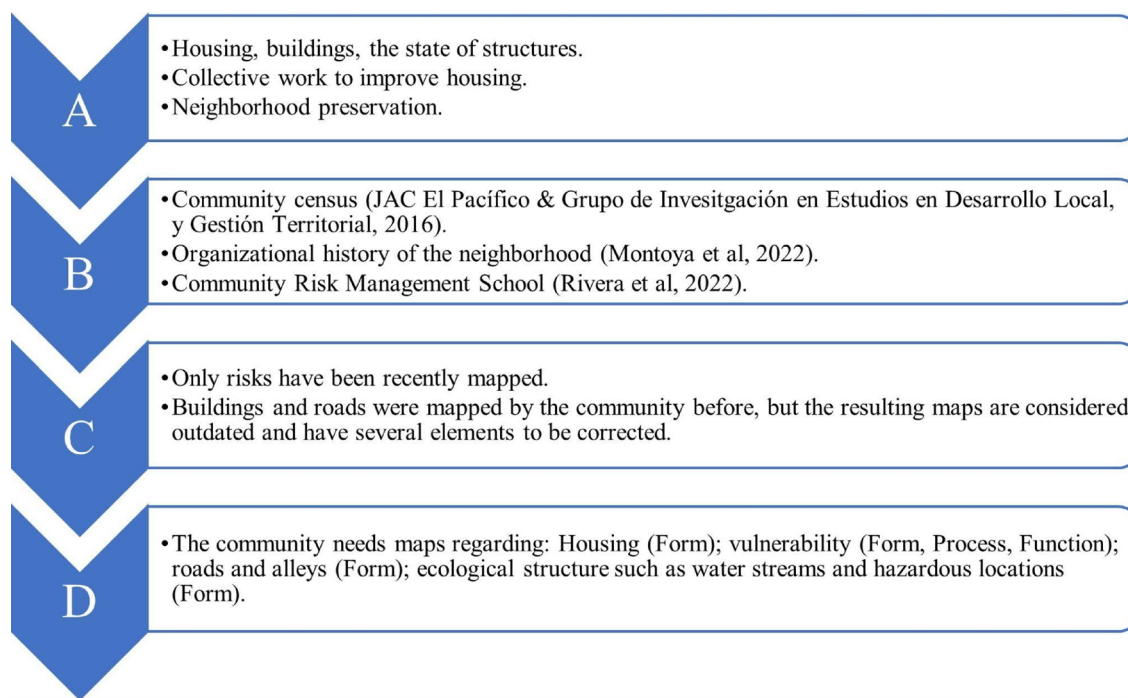 A
•Housing, buildings, the state of structures.
•Collective work to improve housing.
•Neighborhood preservation.
B
•Community census (JAC El Pacífico & Grupo de Invesitgación en Estudios en Desarrollo Local,
y Gestión Territorial, 2016).
•Organizational history of the neighborhood (Montoya et al, 2022).
•Community Risk Management School (Rivera et al, 2022).
C
•Only risks have been recently mapped.
•Buildings and roads were mapped by the community before, but the resulting maps are considered
outdated and have several elements to be corrected.
D
•The community needs maps regarding: Housing (Form); vulnerability (Form, Process, Function);
roads and alleys (Form); ecological structure such as water streams and hazardous locations
(Form).